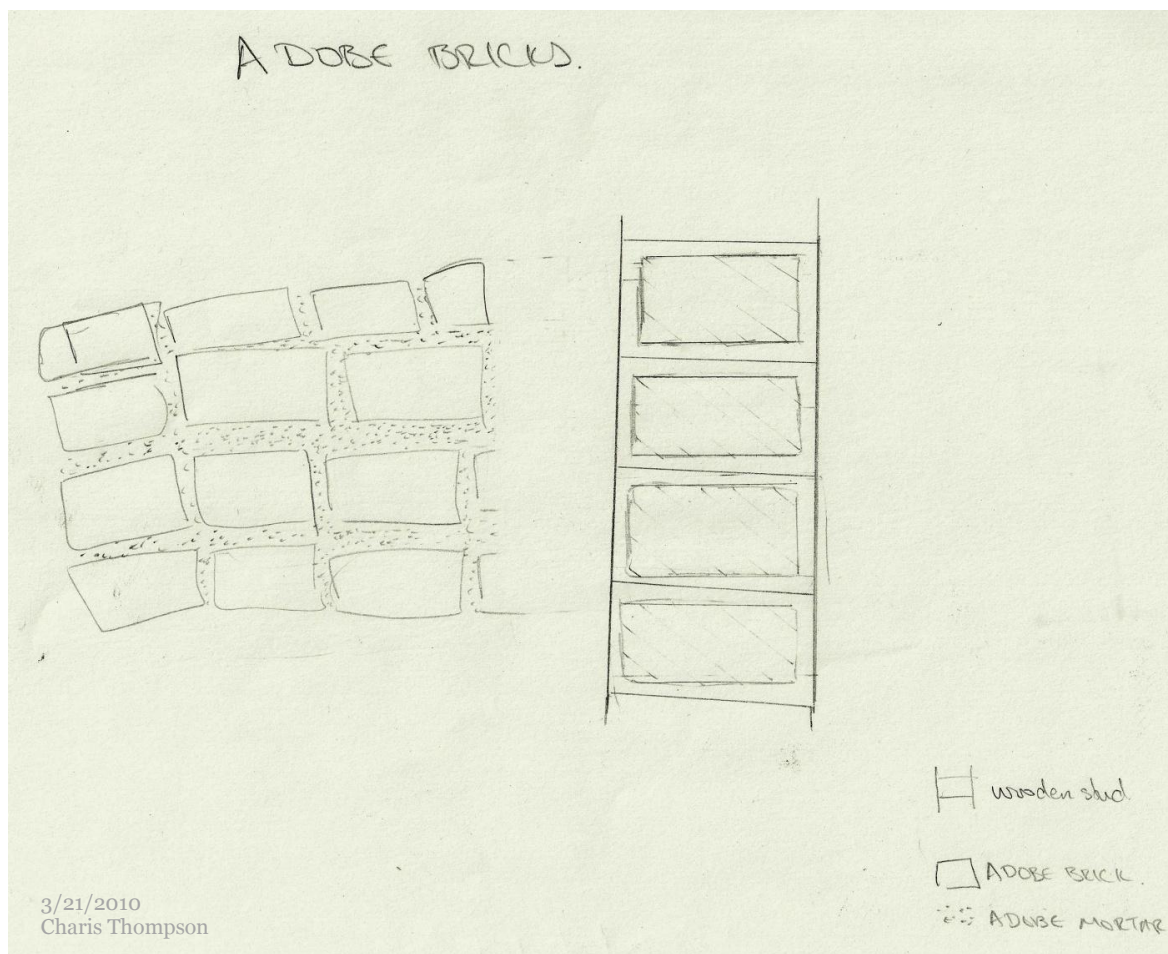 ADOBE BRICKS.
wooden stud
ADOBE BRICK.
ADOBE MORTAR
3/21/2010
Charis Thompson